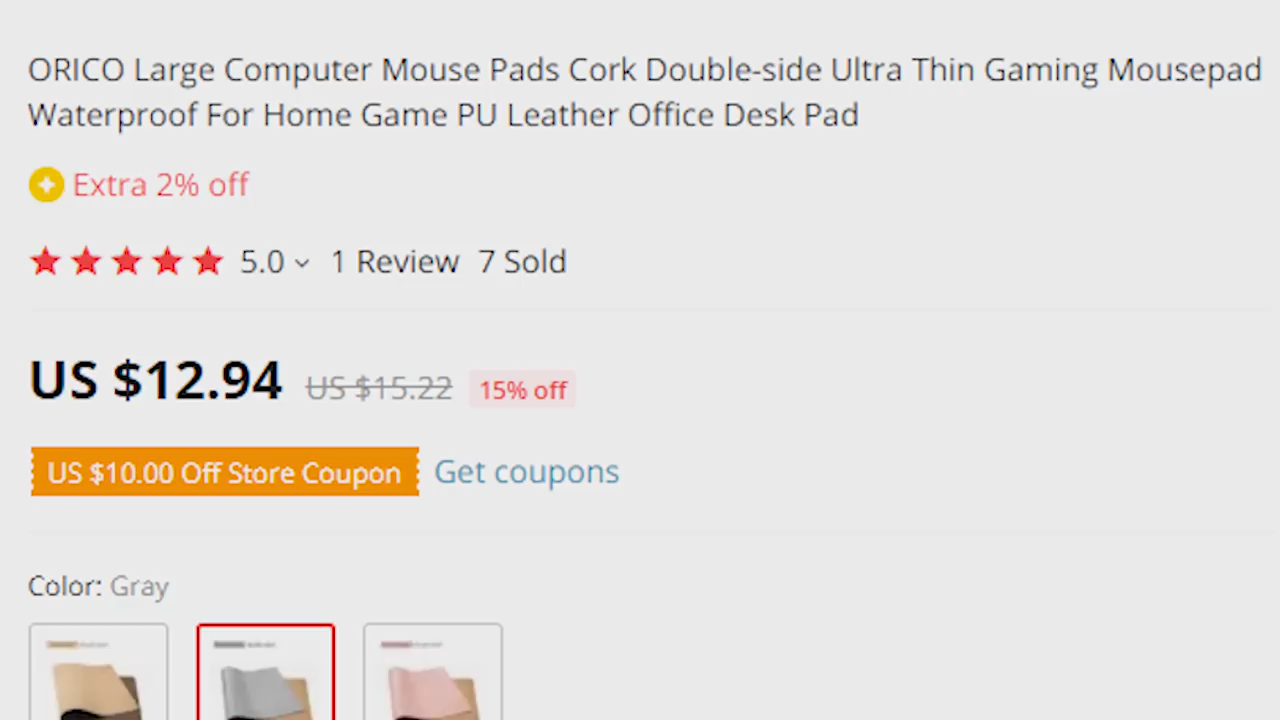 ORICO Large Computer Mouse Pads Cork Double-side Ultra Thin Gaming Mousepad
Waterproof For Home Game PU Leather Office Desk Pad
Extra 2% off
5.0 1 Review 7 Sold
US $12.94 US $15.22 15% off
US $10.00 Off Store Coupon Get coupons
Color: Gray